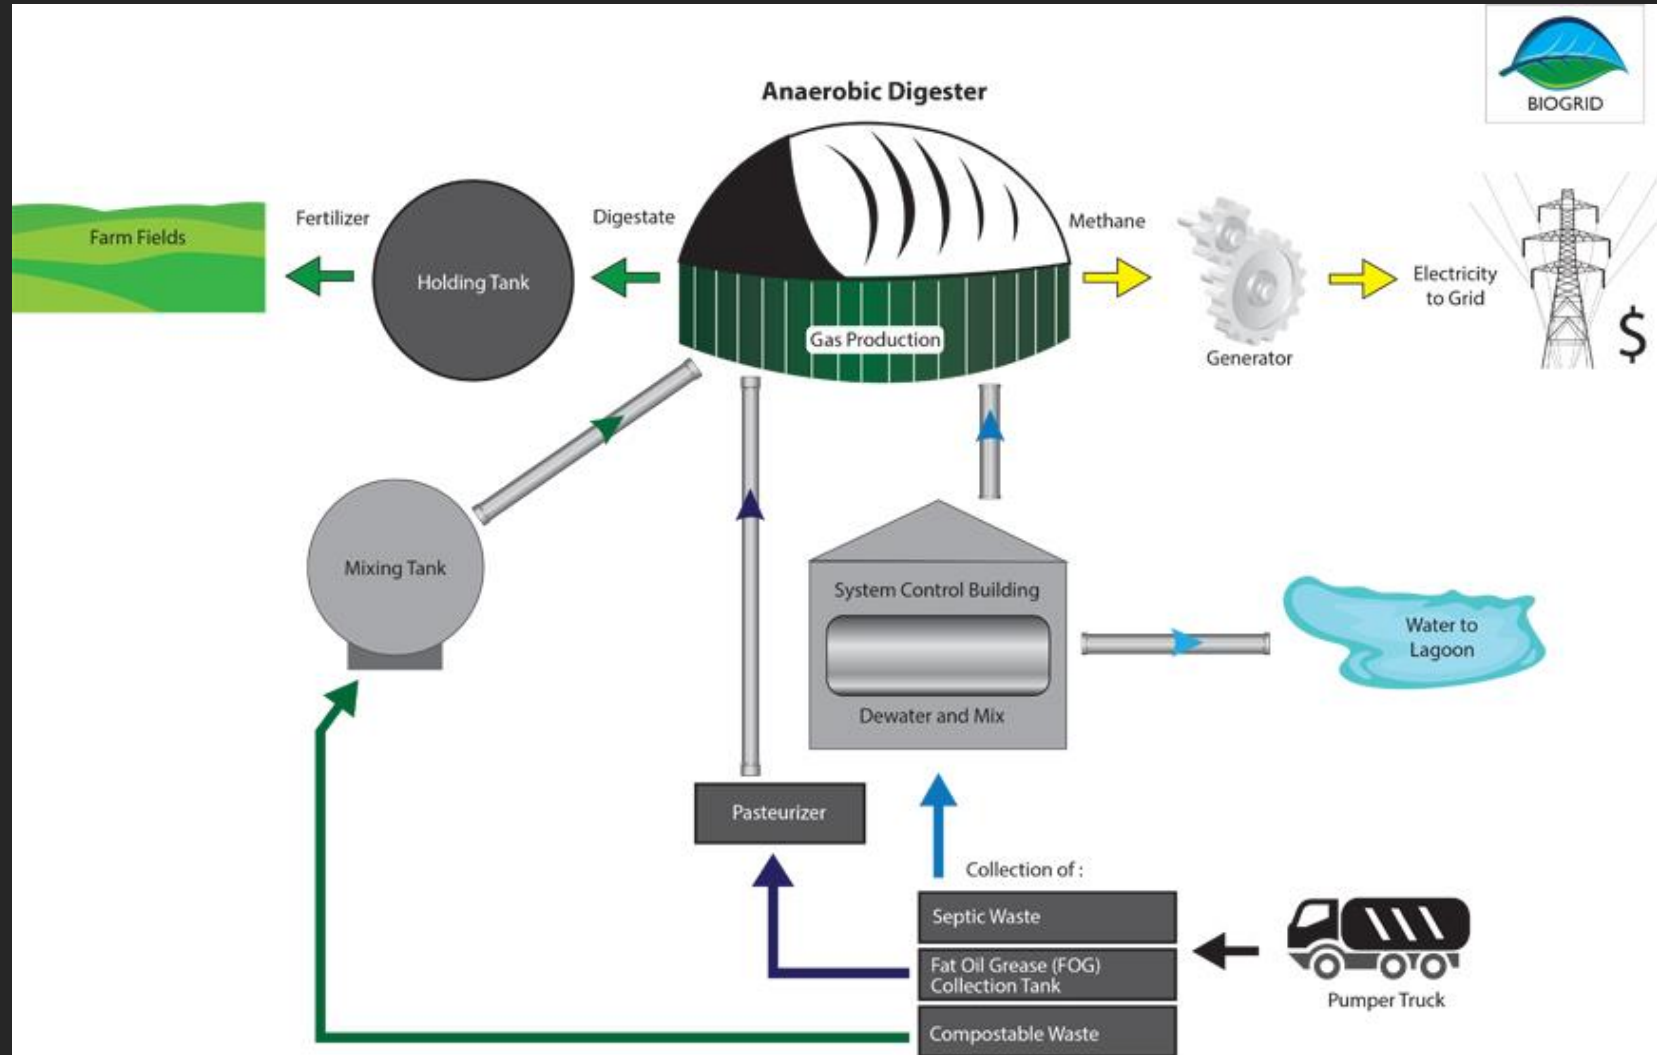 BIOGRID
Anaerobic Digester
Farm Fields
Fertilizer
Holding Tank
Digestate
Gas Production
Methane
Generator
Electricity
to Grid
$
Mixing Tank
System Control Building
Dewater and Mix
Water to
Lagoon
Pasteurizer
Collection of :
Septic Waste
Fat Oil Grease (FOG)
Collection Tank
Compostable Waste
Pumper Truck